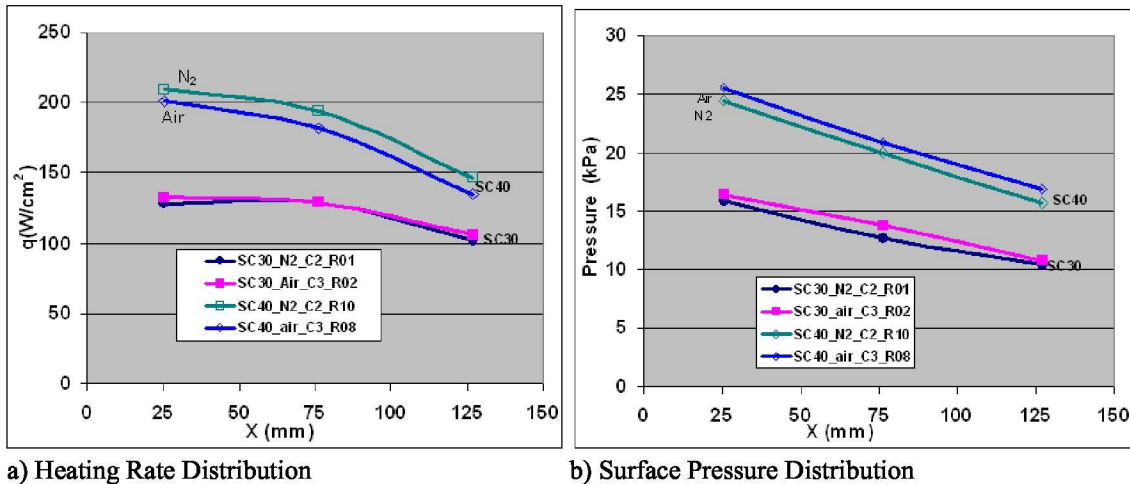 250
200
150
100
50
0
q(W/cm²)
N₂
Air
SC40
SC30
SC30_N2_C2_R01
SC30_Air_C3_R02
SC40_N2_C2_R10
SC40_air_C3_R08
0 25 50 75 100 125 150
X (mm)
a) Heating Rate Distribution
30
25
20
15
10
5
0
Pressure (kPa)
Air
N2
SC40
SC30
SC30_N2_C2_R01
SC30_air_C3_R02
SC40_N2_C2_R10
SC40_air_C3_R08
0 25 50 75 100 125 150
X (mm)
b) Surface Pressure Distribution